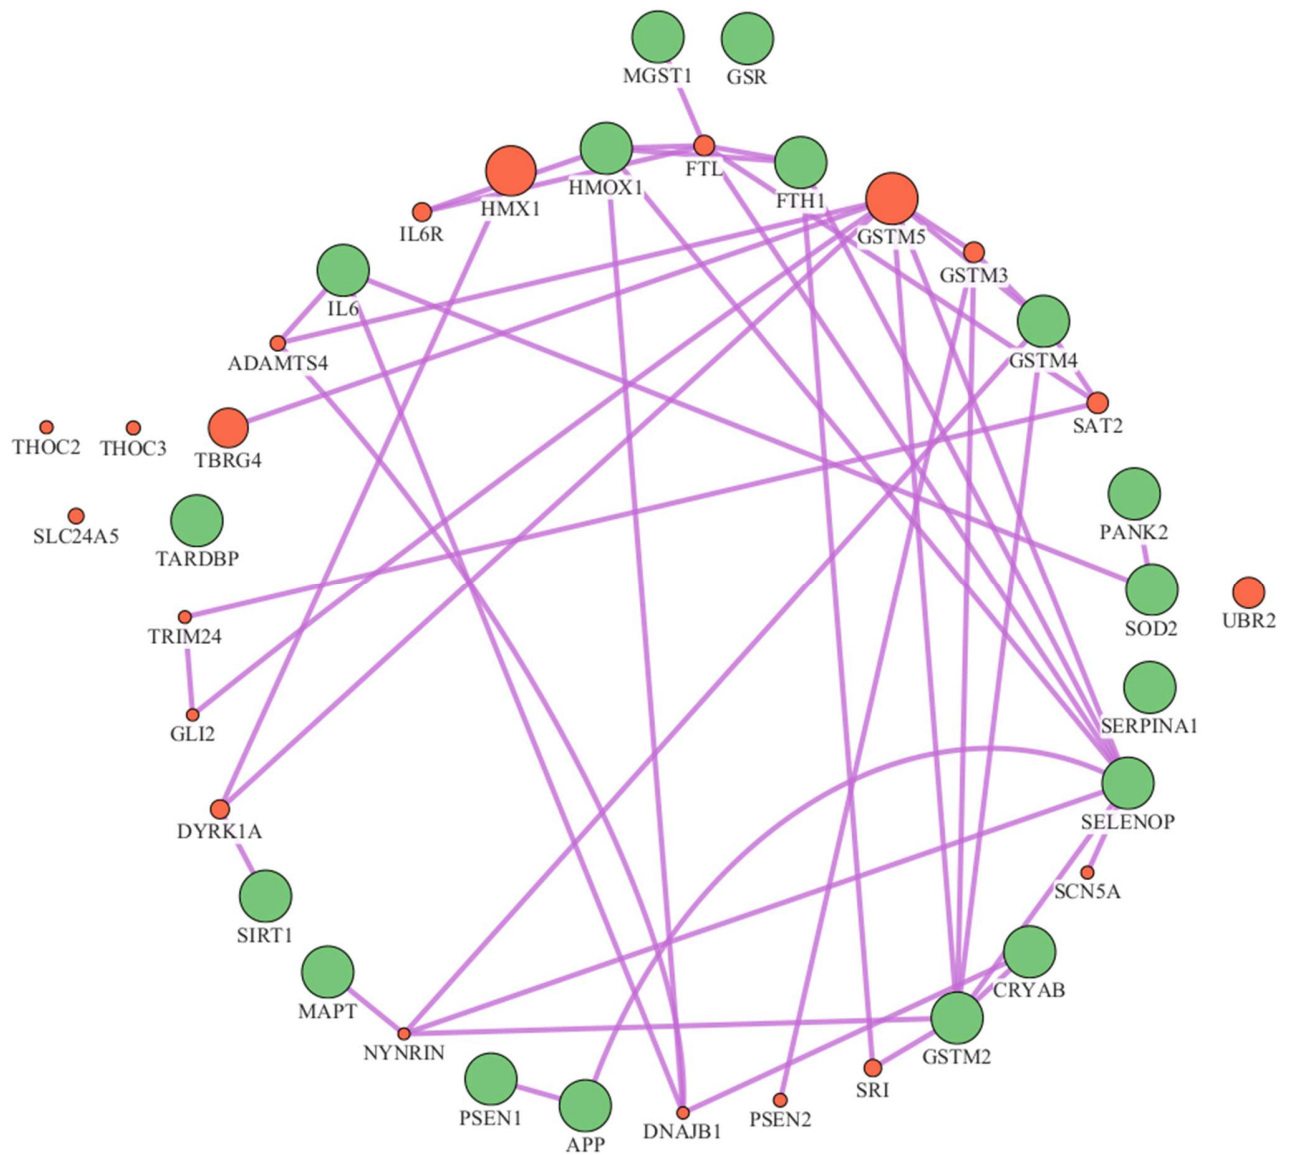 MGST1
GSR
HMOX1
FTL
FTH1
HMX1
IL6R
GSTM5
GSTM3
IL6
GSTM4
ADAMTS4
SAT2
THOC2
THOC3
TBRG4
PANK2
SLC24A5
TARDBP
TRIM24
SOD2
UBR2
GLI2
SERPINA1
DYRK1A
SELENOP
SCN5A
SIRT1
CRYAB
MAPT
NYNRIN
GSTM2
SRI
PSEN1
APP
DNAJB1
PSEN2